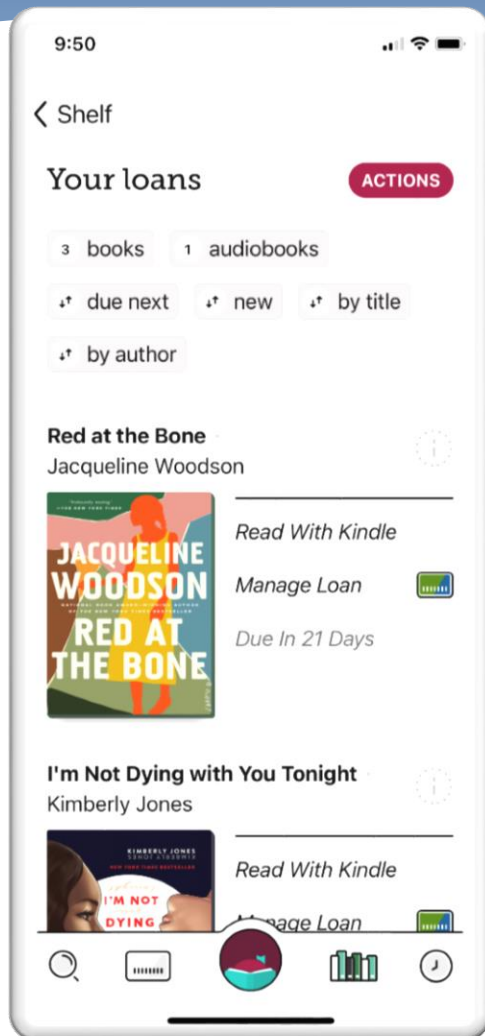 9:50
Shelf
Your loans
ACTIONS
3 books 1 audiobooks
due next new by title
by author
Red at the Bone
Jacqueline Woodson
JACQUELINE
WOODSON
RED AT
THE BONE
Read With Kindle
Manage Loan
Due In 21 Days
I'm Not Dying with You Tonight
Kimberly Jones
KIMBERLY JONES
I'M NOT
DYING
Read With Kindle
Manage Loan